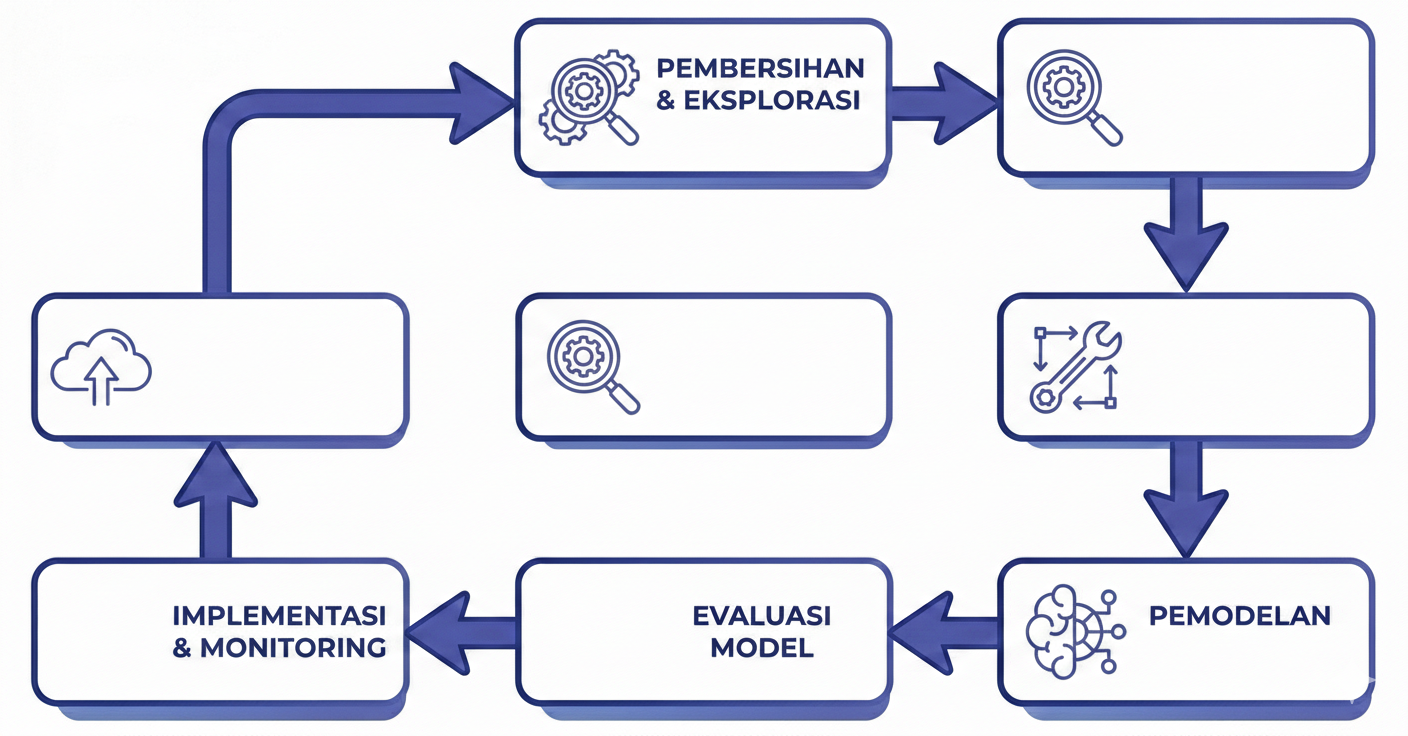 PEMBERSIHAN
& EKSPLORASI
IMPLEMENTASI
& MONITORING
EVALUASI
MODEL
PEMODELAN